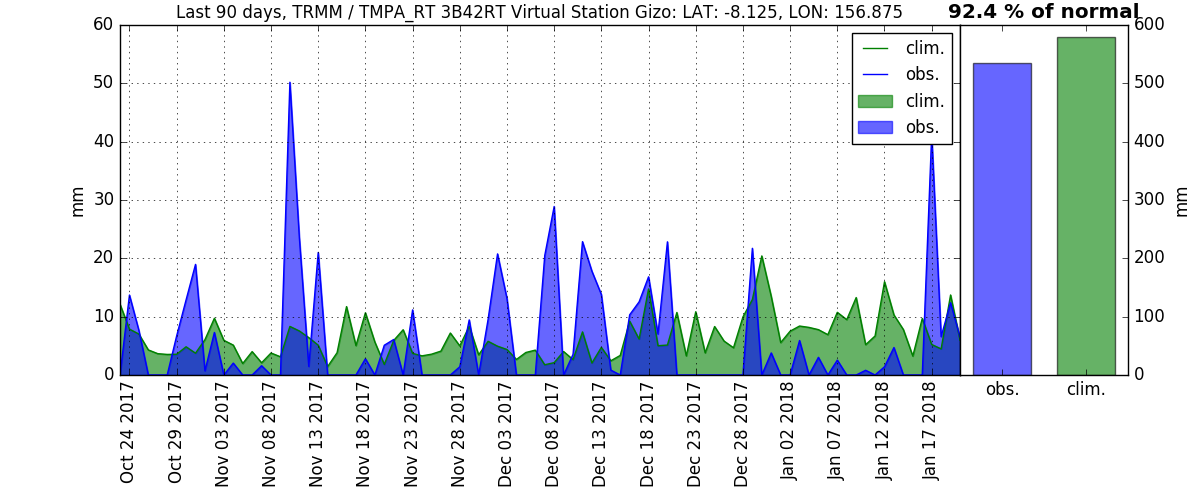 Last 90 days, TRMM / TMPA_RT 3B42RT Virtual Station Gizo: LAT: -8.125, LON: 156.875
92.4 % of normal
60
50
40
30
20
10
0
mm
clim.
obs.
clim.
obs.
600
500
400
300
200
100
0
mm
Oct 24 2017
Oct 29 2017
Nov 03 2017
Nov 08 2017
Nov 13 2017
Nov 18 2017
Nov 23 2017
Nov 28 2017
Dec 03 2017
Dec 08 2017
Dec 13 2017
Dec 18 2017
Dec 23 2017
Dec 28 2017
Jan 02 2018
Jan 07 2018
Jan 12 2018
Jan 17 2018
obs.
clim.